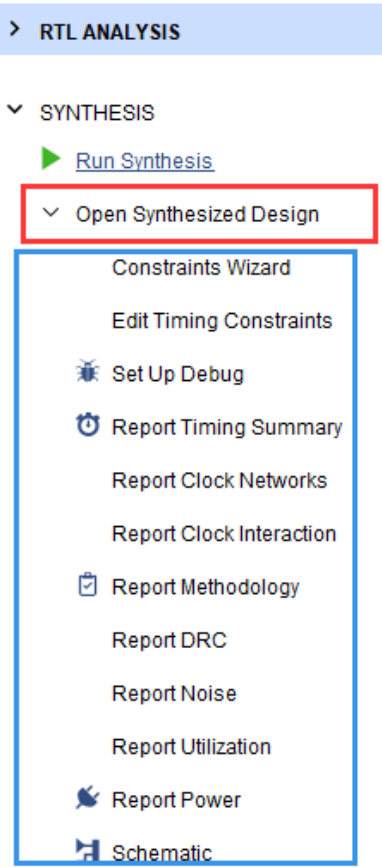 RTL ANALYSIS
SYNTHESIS
Run Synthesis
Open Synthesized Design
Constraints Wizard
Edit Timing Constraints
Set Up Debug
Report Timing Summary
Report Clock Networks
Report Clock Interaction
Report Methodology
Report DRC
Report Noise
Report Utilization
Report Power
Schematic